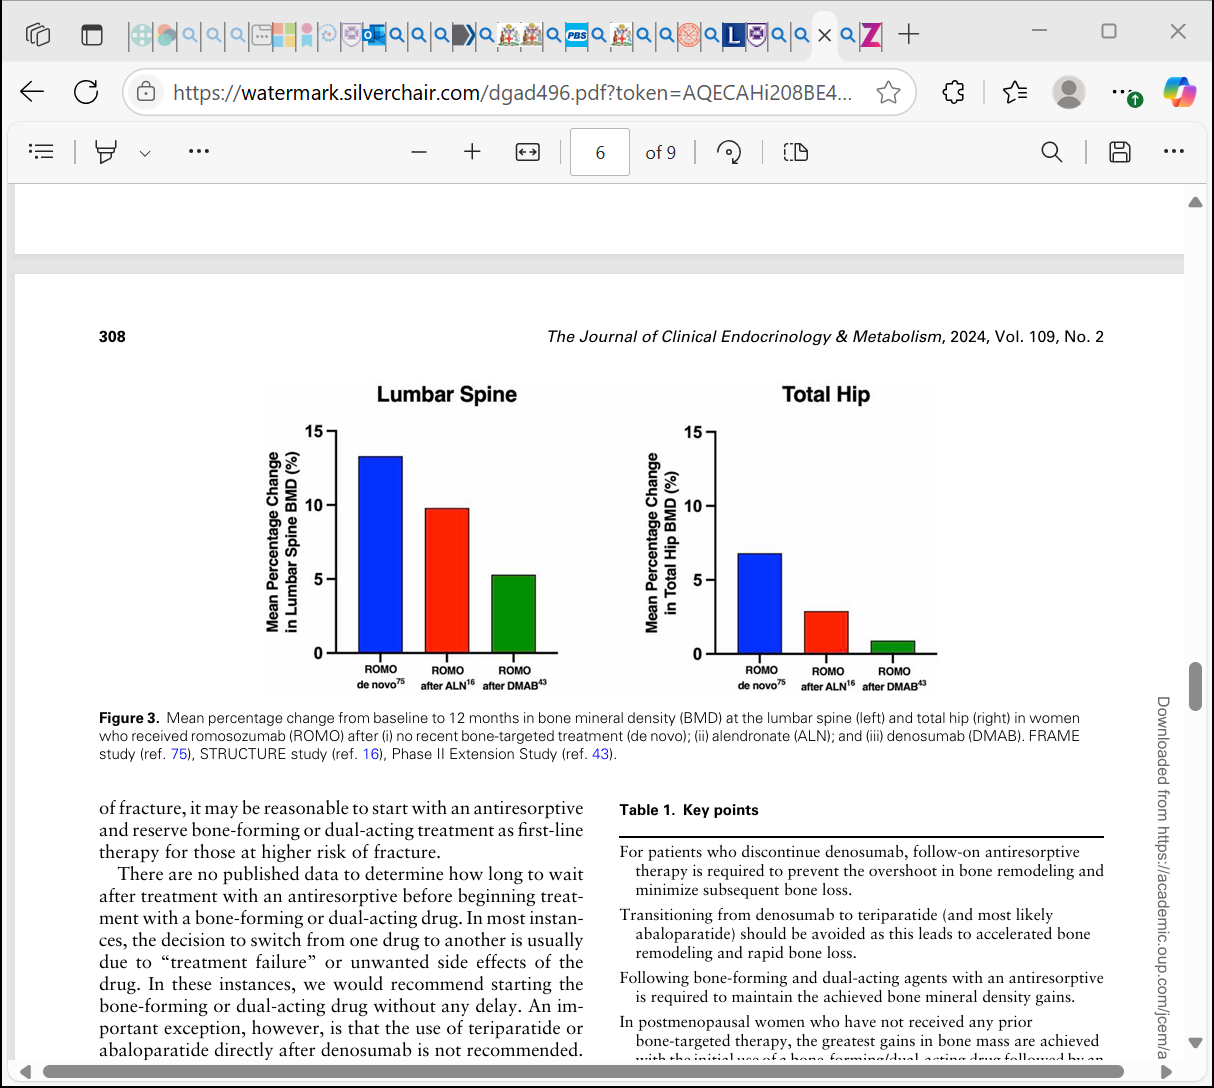 PBS
L
Z
https://watermark.silverchair.com/dgad496.pdf?token=AQECAHi208BE4...
6 of 9
308
The Journal of Clinical Endocrinology & Metabolism, 2024, Vol. 109, No. 2
Lumbar Spine
Mean Percentage Change
in Lumbar Spine BMD (%)
15
10
5
0
ROMO
de novo75
ROMO
after ALN16
ROMO
after DMAB43
Total Hip
Mean Percentage Change
in Total Hip BMD (%)
15
10
5
0
ROMO
de novo75
ROMO
after ALN16
ROMO
after DMAB43
Figure 3. Mean percentage change from baseline to 12 months in bone mineral density (BMD) at the lumbar spine (left) and total hip (right) in women
who received romosozumab (ROMO) after (i) no recent bone-targeted treatment (de novo); (ii) alendronate (ALN); and (iii) denosumab (DMAB). FRAME
study (ref. 75), STRUCTURE study (ref. 16), Phase II Extension Study (ref. 43).
of fracture, it may be reasonable to start with an antiresorptive
and reserve bone-forming or dual-acting treatment as first-line
therapy for those at higher risk of fracture.
There are no published data to determine how long to wait
after treatment with an antiresorptive before beginning treat-
ment with a bone-forming or dual-acting drug. In most instan-
ces, the decision to switch from one drug to another is usually
due to “treatment failure” or unwanted side effects of the
drug. In these instances, we would recommend starting the
bone-forming or dual-acting drug without any delay. An im-
portant exception, however, is that the use of teriparatide or
abaloparatide directly after denosumab is not recommended.
Table 1. Key points
For patients who discontinue denosumab, follow-on antiresorptive
therapy is required to prevent the overshoot in bone remodeling and
minimize subsequent bone loss.
Transitioning from denosumab to teriparatide (and most likely
abaloparatide) should be avoided as this leads to accelerated bone
remodeling and rapid bone loss.
Following bone-forming and dual-acting agents with an antiresorptive
is required to maintain the achieved bone mineral density gains.
In postmenopausal women who have not received any prior
bone-targeted therapy, the greatest gains in bone mass are achieved
with the initial use of a bone-forming/dual-acting drug followed by an
Downloaded from https://academic.oup.com/jcem/a